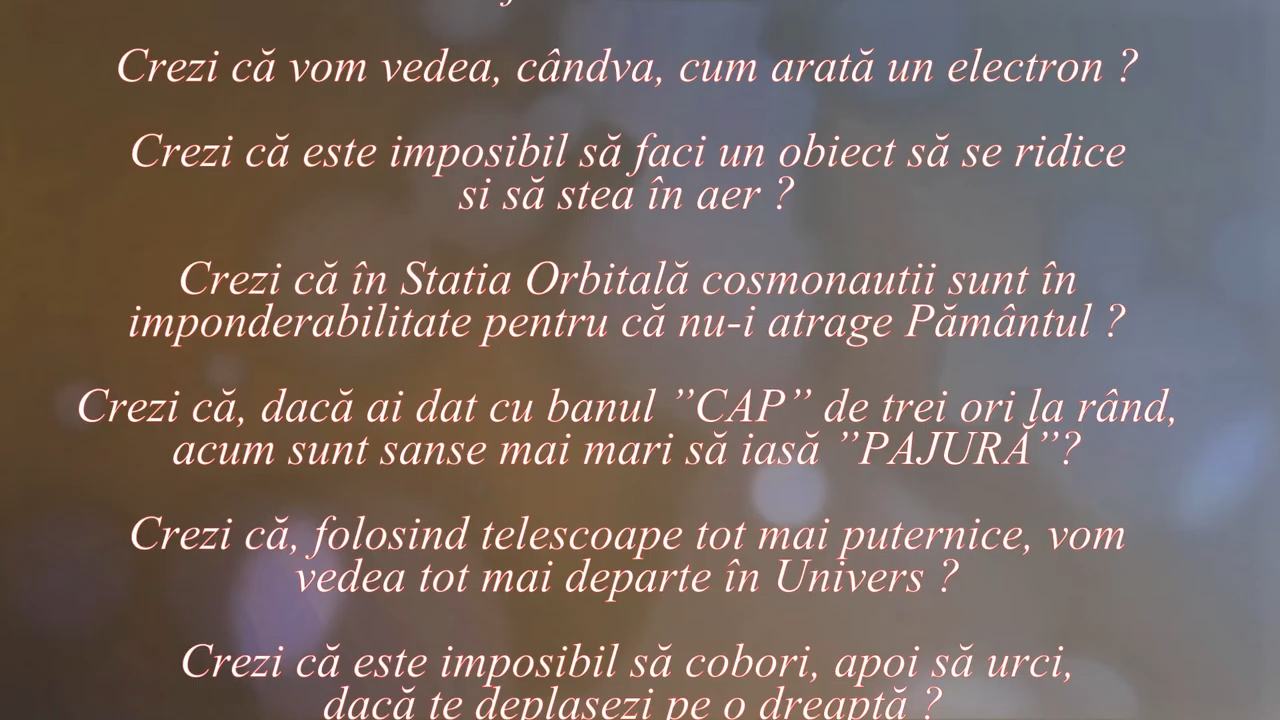 Crezi că vom vedea, cândva, cum arată un electron ?
Crezi că este imposibil să faci un obiect să se ridice
si să stea în aer ?
Crezi că în Statia Orbitală cosmonautii sunt în
imponderabilitate pentru că nu-i atrage Pământul ?
Crezi că, dacă ai dat cu banul ”CAP” de trei ori la rând,
acum sunt sanse mai mari să iasă ”PAJURĂ”?
Crezi că, folosind telescoape tot mai puternice, vom
vedea tot mai departe în Univers ?
Crezi că este imposibil să cobori, apoi să urci,
dacă te deplasezi pe o dreaptă ?